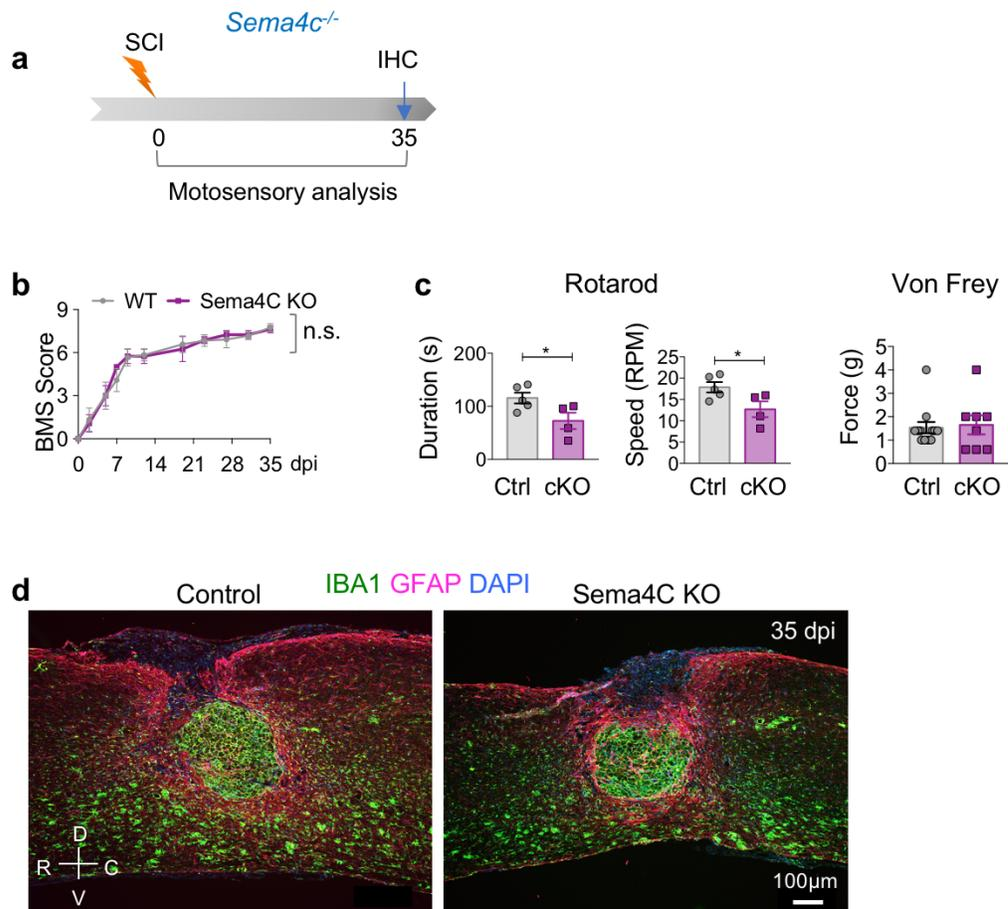 Sema4c-/-
a
SCI
IHC
0
35
Motosensory analysis
b
WT
Sema4C KO
9
6
3
0
BMS Score
n.s.
0 7 14 21 28 35 dpi
c
Rotarod
Von Frey
Duration (s)
200
100
0
*
Ctrl cKO
Speed (RPM)
25
20
15
10
5
0
*
Ctrl cKO
Force (g)
5
4
3
2
1
0
Ctrl cKO
d
IBA1 GFAP DAPI
Control
Sema4C KO
35 dpi
D
R C
V
100µm